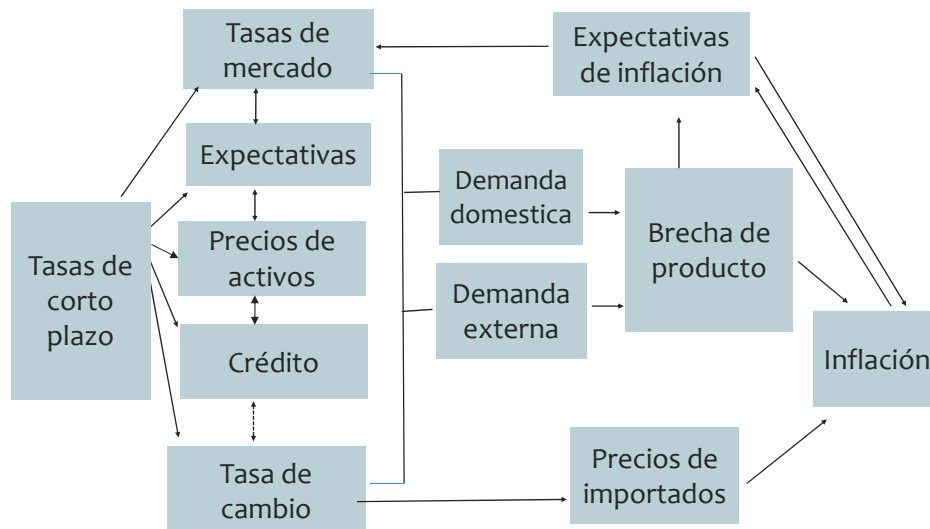 Tasas de
mercado
Expectativas
de inflación
Expectativas
Demanda
domestica
Tasas de
corto
plazo
Precios de
activos
Brecha de
producto
Demanda
externa
Crédito
Inflación
Tasa de
cambio
Precios de
importados